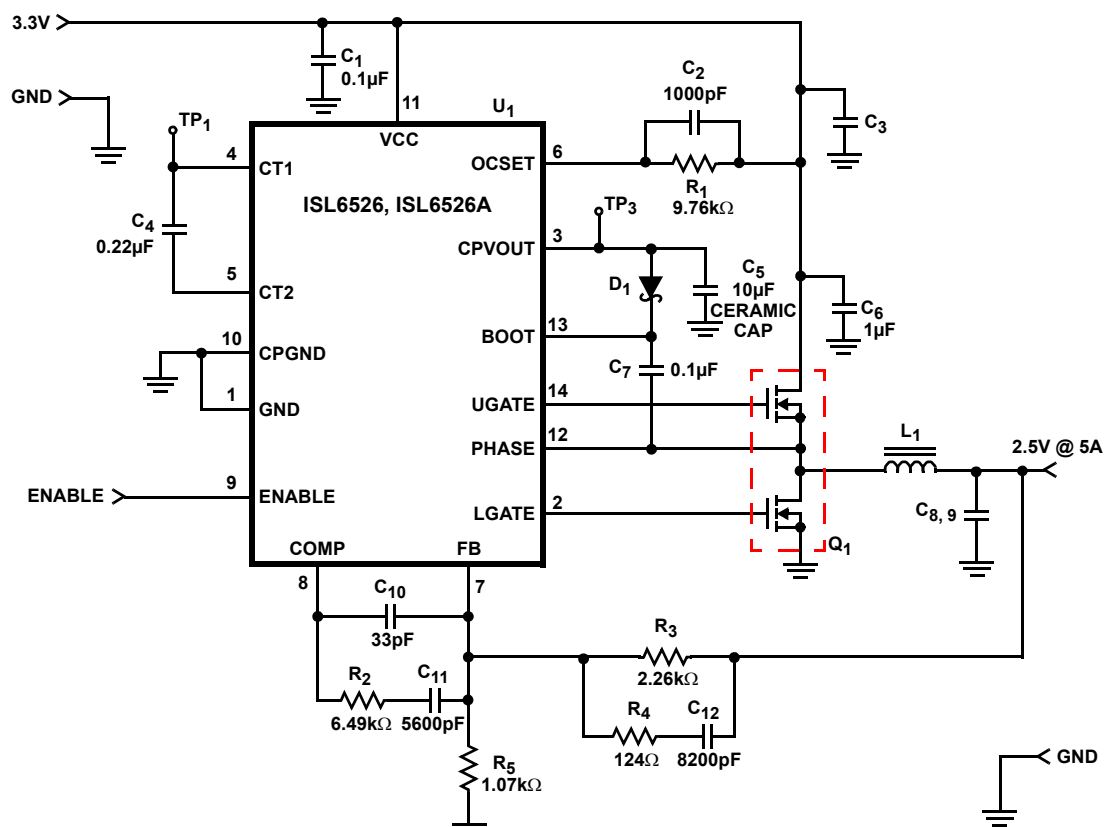 3.3V
C1
0.1µF
GND
11
U1
VCC
C2
1000pF
C3
TP1
4
CT1
OCSET
6
R1
9.76kΩ
ISL6526, ISL6526A
C4
0.22µF
TP3
CPVOUT
3
5
CT2
D1
C5
10µF
CERAMIC
CAP
C6
1µF
BOOT
13
10
CPGND
C7
0.1µF
1
GND
UGATE
14
PHASE
12
L1
2.5V @ 5A
ENABLE
9
ENABLE
LGATE
2
C8, 9
Q1
COMP
FB
8
7
C10
33pF
R3
2.26kΩ
R2
6.49kΩ
C11
5600pF
R4
124Ω
C12
8200pF
R5
1.07kΩ
GND